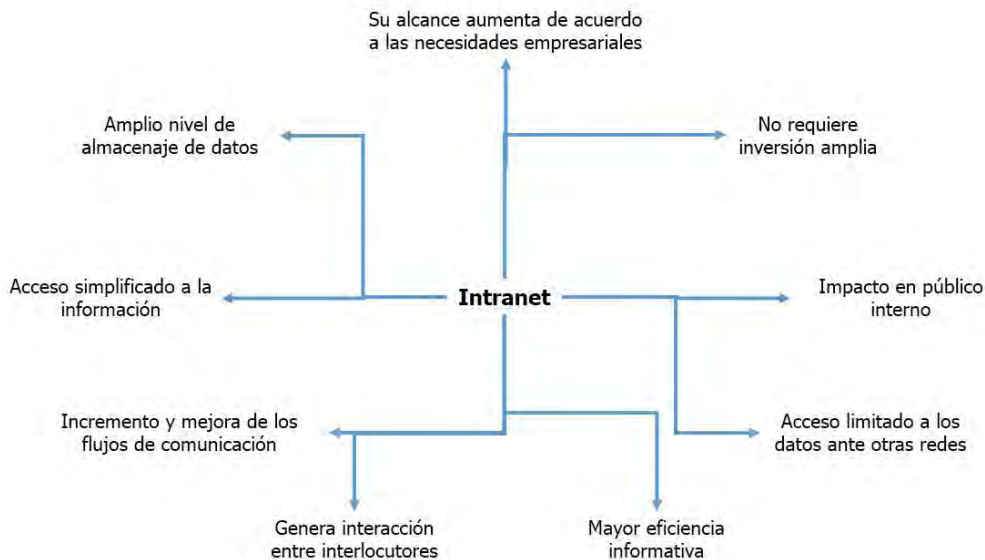 Su alcance aumenta de acuerdo
a las necesidades empresariales
Amplio nivel de
almacenaje de datos
No requiere
inversión amplia
Acceso simplificado a la
información
Intranet
Impacto en público
interno
Incremento y mejora de los
flujos de comunicación
Acceso limitado a los
datos ante otras redes
Genera interacción
entre interlocutores
Mayor eficiencia
informativa